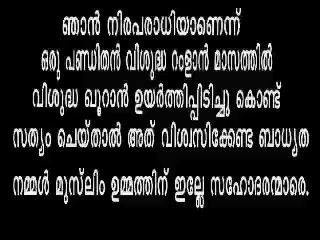 ഞാൻ നിരപരാധിയാണെന്ന്
ഒരു പണ്ഡിതൻ വിശുദ്ധ റംളാൻ മാസത്തിൽ
വിശുദ്ധ ഖുറാൻ ഉയർത്തിപ്പിടിച്ചു കൊണ്ട്
സത്യം ചെയ്താൽ അത് വിശ്വസിക്കേണ്ട ബാധ്യത
നമ്മൾ മുസ്‌ലിം ഉമ്മത്തിന് ഇല്ലേ സഹോദരന്മാരെ.